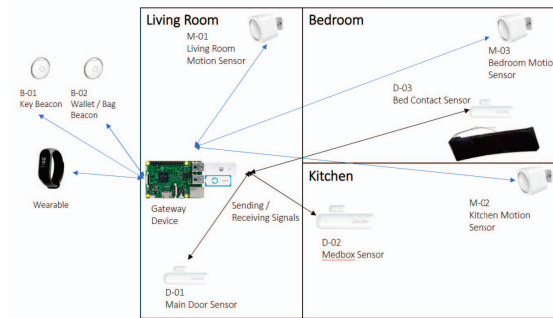 Living Room
Bedroom
M-01
Living Room
Motion Sensor
M-03
Bedroom Motion
Sensor
D-03
Bed Contact Sensor
B-01
Key Beacon
B-02
Wallet / Bag
Beacon
Wearable
Gateway
Device
Sending /
Receiving Signals
Kitchen
M-02
Kitchen Motion
Sensor
D-02
Medbox Sensor
D-01
Main Door Sensor